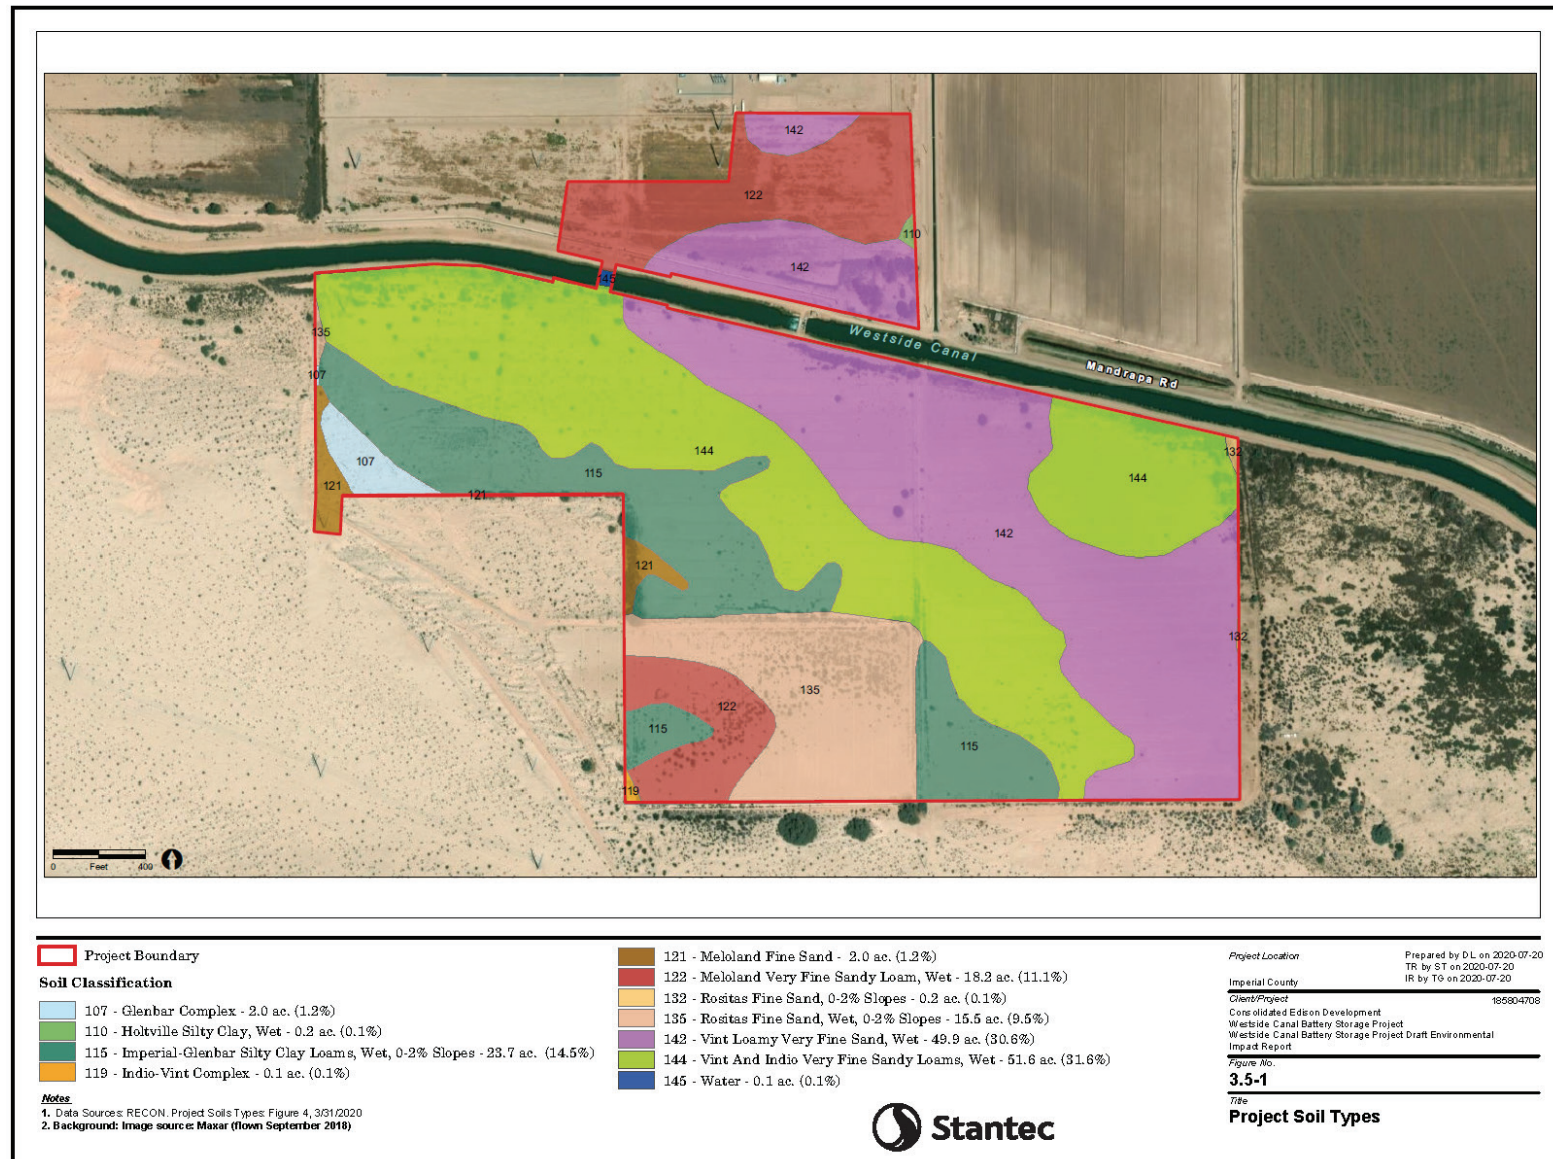 142
122
110
142
145
Westside Canal
Mandrapa Rd
135
107
132
144
115
144
107
121
121
142
121
132
135
122
115
115
119
0 Feet 400
Project Boundary
Soil Classification
107 - Glenbar Complex - 2.0 ac. (1.2%)
110 - Holtville Silty Clay, Wet - 0.2 ac. (0.1%)
115 - Imperial-Glenbar Silty Clay Loams, Wet, 0-2% Slopes - 23.7 ac. (14.5%)
119 - Indio-Vint Complex - 0.1 ac. (0.1%)
121 - Meloland Fine Sand - 2.0 ac. (1.2%)
122 - Meloland Very Fine Sandy Loam, Wet - 18.2 ac. (11.1%)
132 - Rositas Fine Sand, 0-2% Slopes - 0.2 ac. (0.1%)
135 - Rositas Fine Sand, Wet, 0-2% Slopes - 15.5 ac. (9.5%)
142 - Vint Loamy Very Fine Sand, Wet - 49.9 ac. (30.6%)
144 - Vint And Indio Very Fine Sandy Loams, Wet - 51.6 ac. (31.6%)
145 - Water - 0.1 ac. (0.1%)
Notes
1. Data Sources: RECON. Project Soils Types: Figure 4, 3/31/2020
2. Background: Image source: Maxar (flown September 2018)
Stantec
Project Location
Imperial County
Prepared by DL on 2020-07-20
TR by ST on 2020-07-20
IR by TG on 2020-07-20
Client/Project 185804708
Consolidated Edison Development
Westside Canal Battery Storage Project
Westside Canal Battery Storage Project Draft Environmental
Impact Report
Figure No.
3.5-1
Title
Project Soil Types